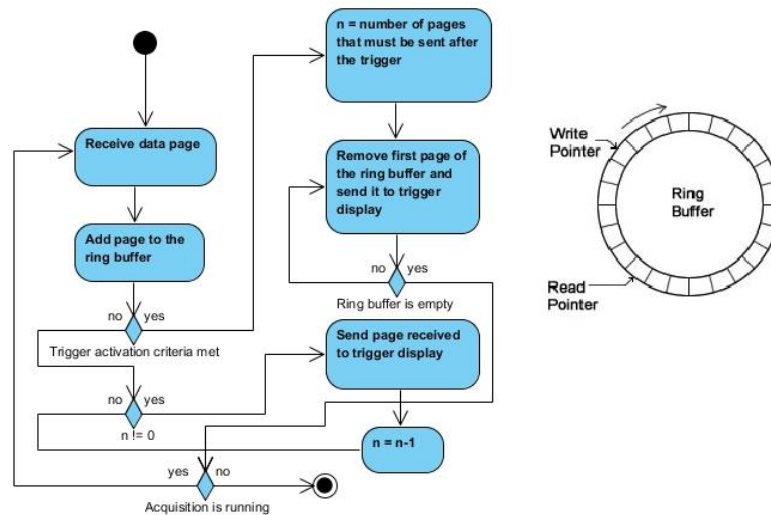 n = number of pages
that must be sent after
the trigger
Receive data page
Remove first page of
the ring buffer and
send it to trigger
display
Add page to the
ring buffer
no yes
Ring buffer is empty
no yes
Trigger activation criteria met
Send page received
to trigger display
no yes
n != 0
n = n-1
yes no
Acquisition is running
Write
Pointer
Ring
Buffer
Read
Pointer